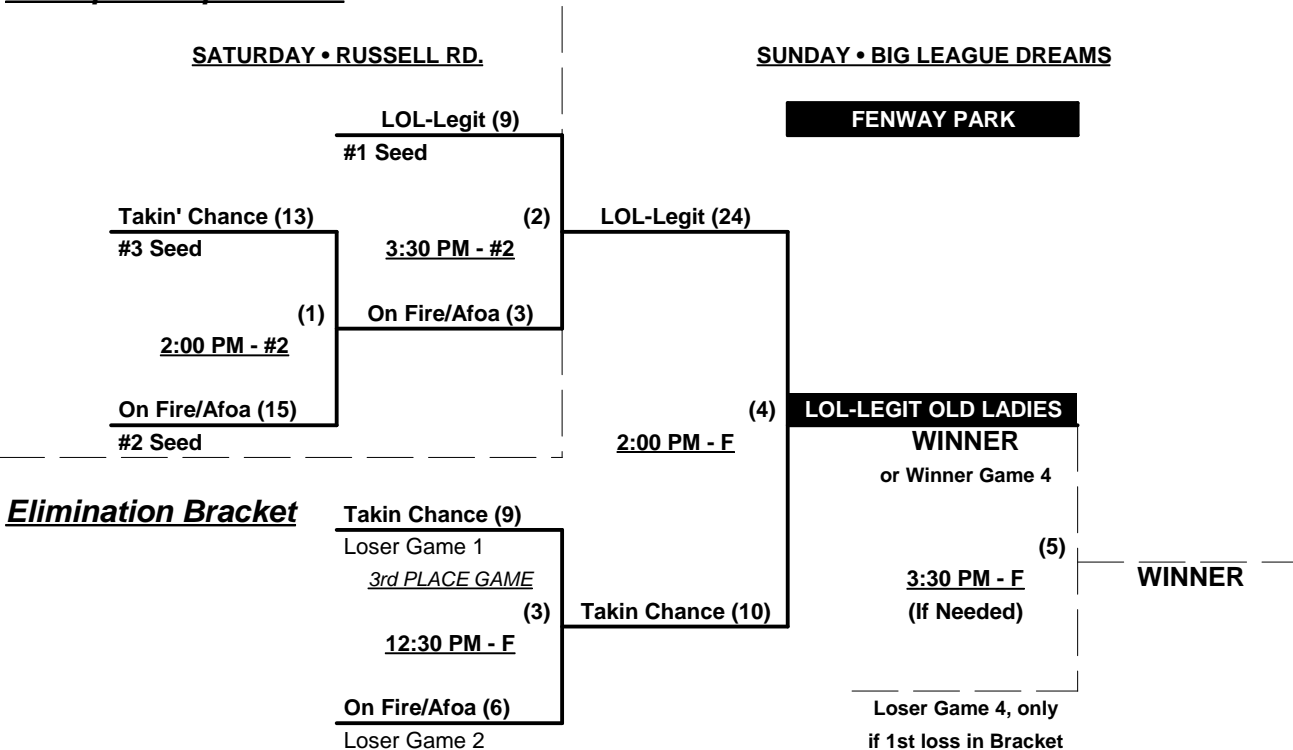 SATURDAY • RUSSELL RD.
SUNDAY • BIG LEAGUE DREAMS
LOL-Legit (9)
FENWAY PARK
#1 Seed
Takin' Chance (13)
(2)
LOL-Legit (24)
#3 Seed
3:30 PM - #2
(1)
On Fire/Afoa (3)
2:00 PM - #2
On Fire/Afoa (15)
(4)
LOL-LEGIT OLD LADIES
#2 Seed
2:00 PM - F
WINNER
or Winner Game 4
Elimination Bracket
Takin Chance (9)
Loser Game 1
(5)
3rd PLACE GAME
3:30 PM - F
WINNER
(3)
Takin Chance (10)
(If Needed)
12:30 PM - F
On Fire/Afoa (6)
Loser Game 4, only
Loser Game 2
if 1st loss in Bracket